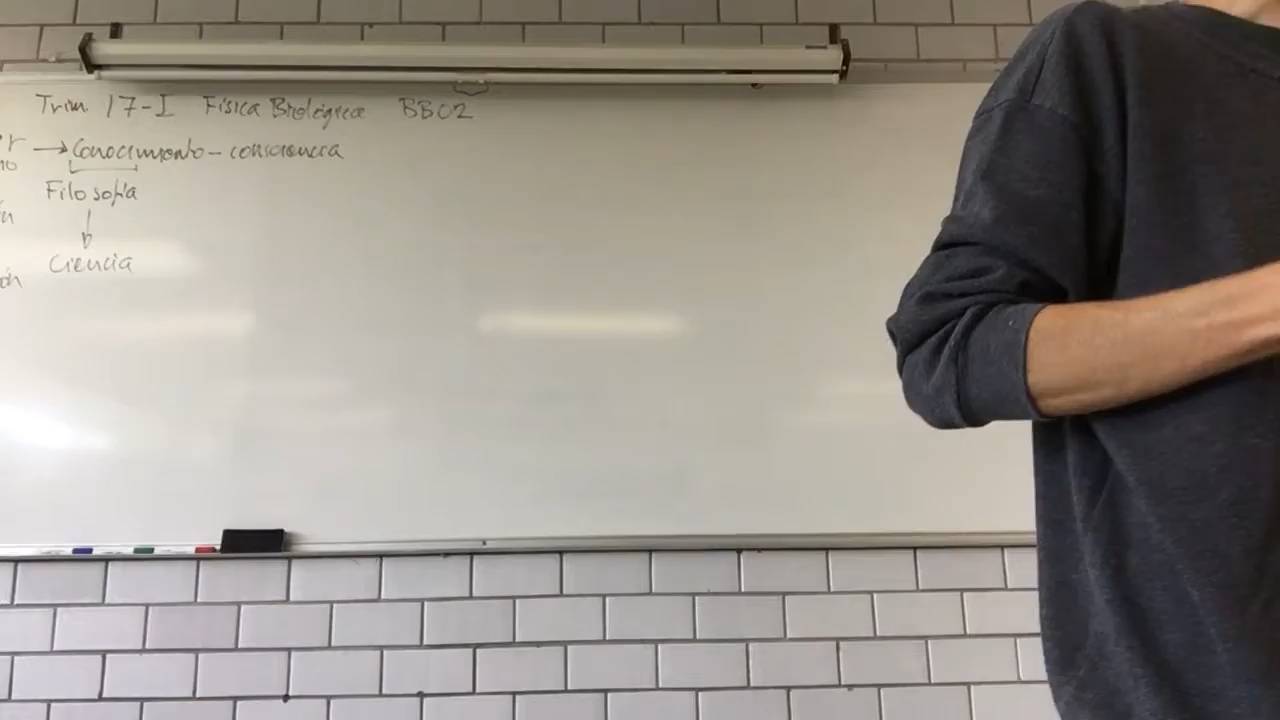 Trim. 17-I Física Biológica BB02
→ Conocimiento - consciencia
Filosofía
Ciencia